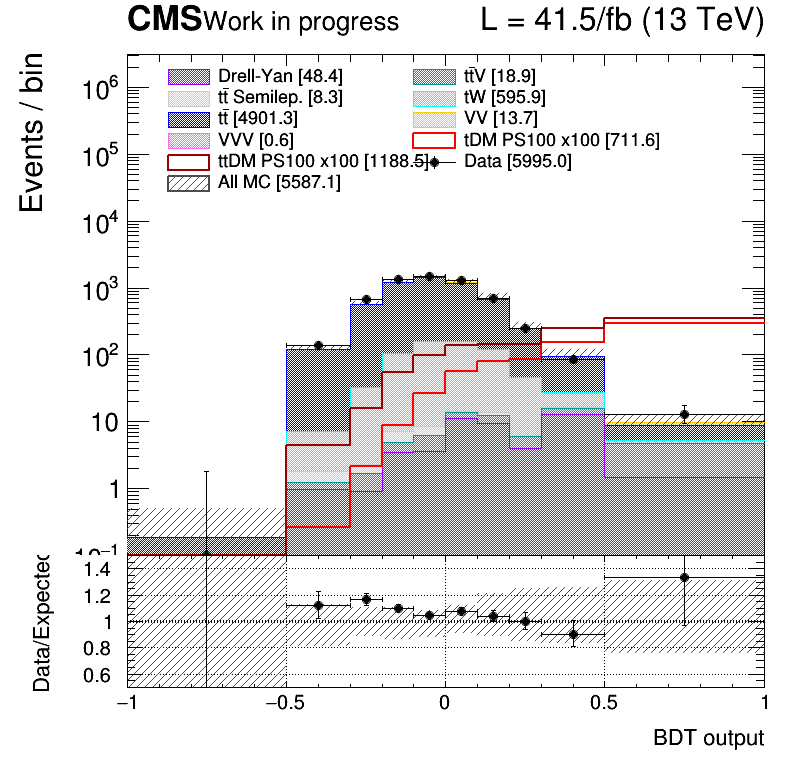 CMS Work in progress L = 41.5/fb (13 TeV)
Events / bin
Drell-Yan [48.4] tt̄V [18.9]
tt̄ Semilep. [8.3] tW [595.9]
tt̄ [4901.3] VV [13.7]
VVV [0.6] tDM PS100 x100 [711.6]
ttDM PS100 x100 [1188.5] Data [5995.0]
All MC [5587.1]
10⁶
10⁵
10⁴
10³
10²
10
1
10⁻¹
Data/Expected
1.4
1.2
1
0.8
0.6
−1 −0.5 0 0.5 1
BDT output